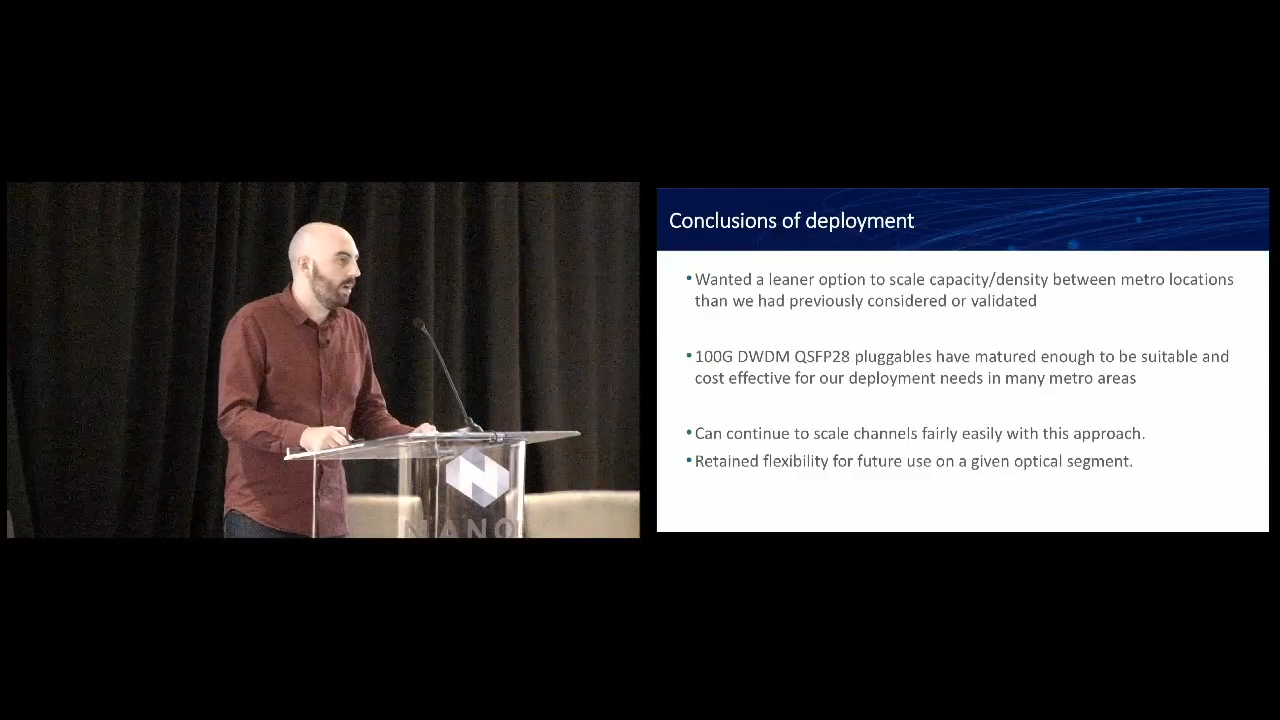 NANO
Conclusions of deployment
•Wanted a leaner option to scale capacity/density between metro locations
than we had previously considered or validated
•100G DWDM QSFP28 pluggables have matured enough to be suitable and
cost effective for our deployment needs in many metro areas
•Can continue to scale channels fairly easily with this approach.
•Retained flexibility for future use on a given optical segment.